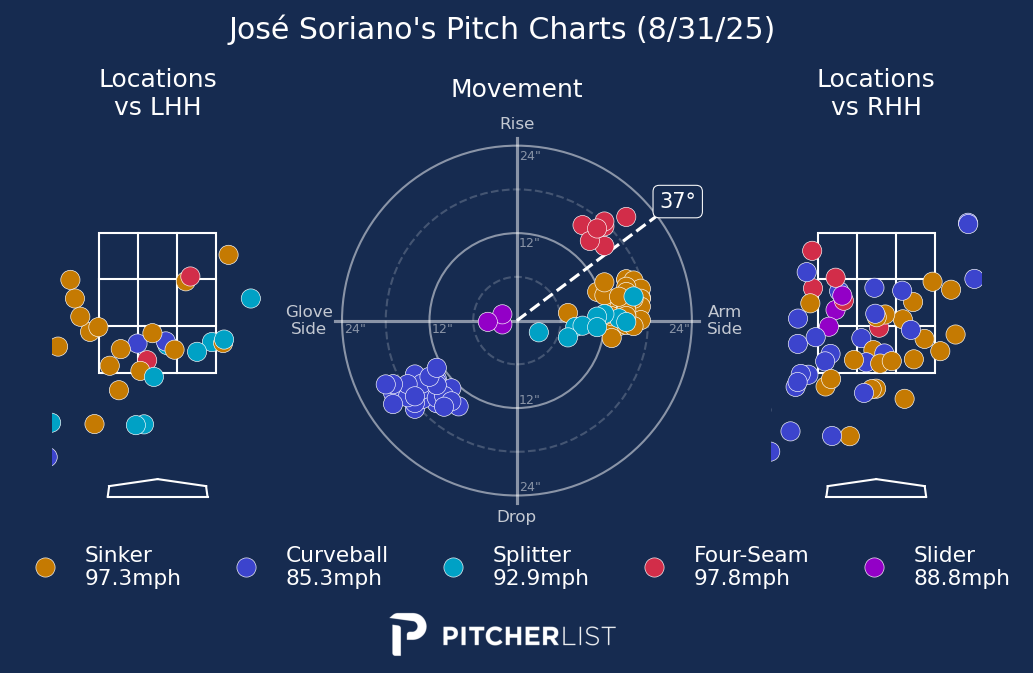 José Soriano's Pitch Charts (8/31/25)
Locations
vs LHH
Movement
Locations
vs RHH
Rise
24"
37°
12"
Glove
Side
24"
12"
24"
Arm
Side
12"
24"
Drop
Sinker
97.3mph
Curveball
85.3mph
Splitter
92.9mph
Four-Seam
97.8mph
Slider
88.8mph
PITCHERLIST